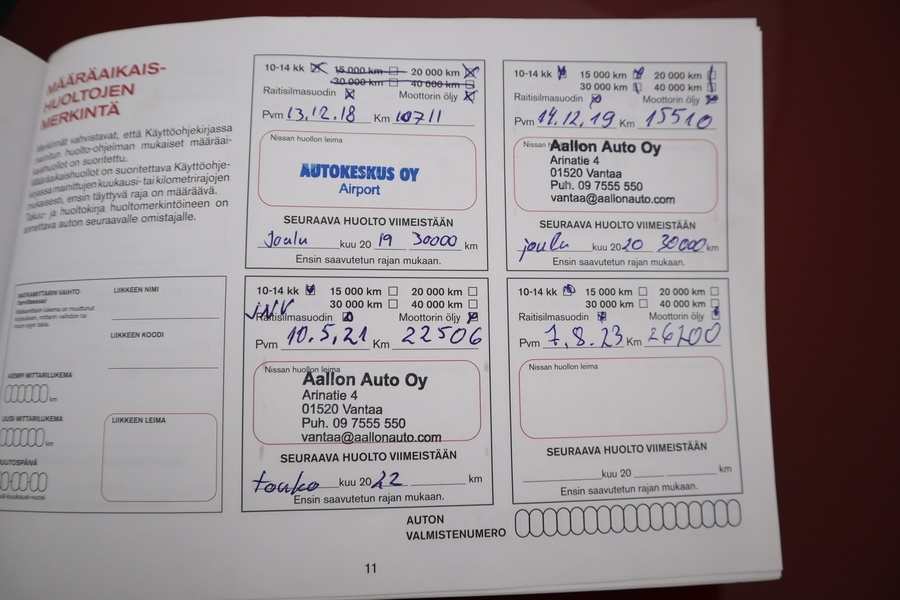 MÄÄRÄAIKAIS-
HUOLTOJEN
MERKINTÄ
Merkinnät vahvistavat, että Käyttöohjekirjassa
mainitun huolto-ohjelman mukaiset määräai-
kaishuollot on suoritettu.
Määräaikaishuollot on suoritettava Käyttöohje-
kirjassa mainittujen kuukausi- tai kilometrirajojen
mukaisesti, ensin täyttyvä raja on määräävä.
Takuu- ja huoltokirja huoltomerkintöineen on
annettava auton seuraavalle omistajalle.
MATKAMITTARIN VAIHTO
(tarvittaessa)
AIEMPI MITTARILUKEMA
km
UUSI MITTARILUKEMA
km
MUUTOSPÄIVÄ
LIIKKEEN NIMI
LIIKKEEN KOODI
LIIKKEEN LEIMA
10-14 kk 15 000 km 20 000 km
30 000 km 40 000 km
Raitisilmasuodin Moottorin öljy
Pvm 13.12.18 Km 10711
Nissan huollon leima
AUTOKESKUS OY
Airport
SEURAAVA HUOLTO VIIMEISTÄÄN
Joulu kuu 20 19 30000 km
Ensin saavutetun rajan mukaan.
10-14 kk 15 000 km 20 000 km
30 000 km 40 000 km
Raitisilmasuodin Moottorin öljy
Pvm 14.12.19 Km 15510
Nissan
Aallon Auto Oy
Arinatie 4
01520 Vantaa
Puh. 09 7555 550
vantaa@aallonauto.com
SEURAAVA HUOLTO VIIMEISTÄÄN
joulu kuu 2020 30000 km
Ensin saavutetun rajan mukaan.
10-14 kk 15 000 km 20 000 km
30 000 km 40 000 km
Raitisilmasuodin Moottorin öljy
Pvm 10.5.21 Km 22506
Nissan huollon leima
Aallon Auto Oy
Arinatie 4
01520 Vantaa
Puh. 09 7555 550
vantaa@aallonauto.com
SEURAAVA HUOLTO VIIMEISTÄÄN
touko kuu 20 22 km
Ensin saavutetun rajan mukaan.
10-14 kk 15 000 km 20 000 km
30 000 km 40 000 km
Raitisilmasuodin Moottorin öljy
Pvm 7.8.23 Km 26200
Nissan huollon leima
SEURAAVA HUOLTO VIIMEISTÄÄN
kuu 20 km
Ensin saavutetun rajan mukaan.
AUTON
VALMISTENUMERO
11